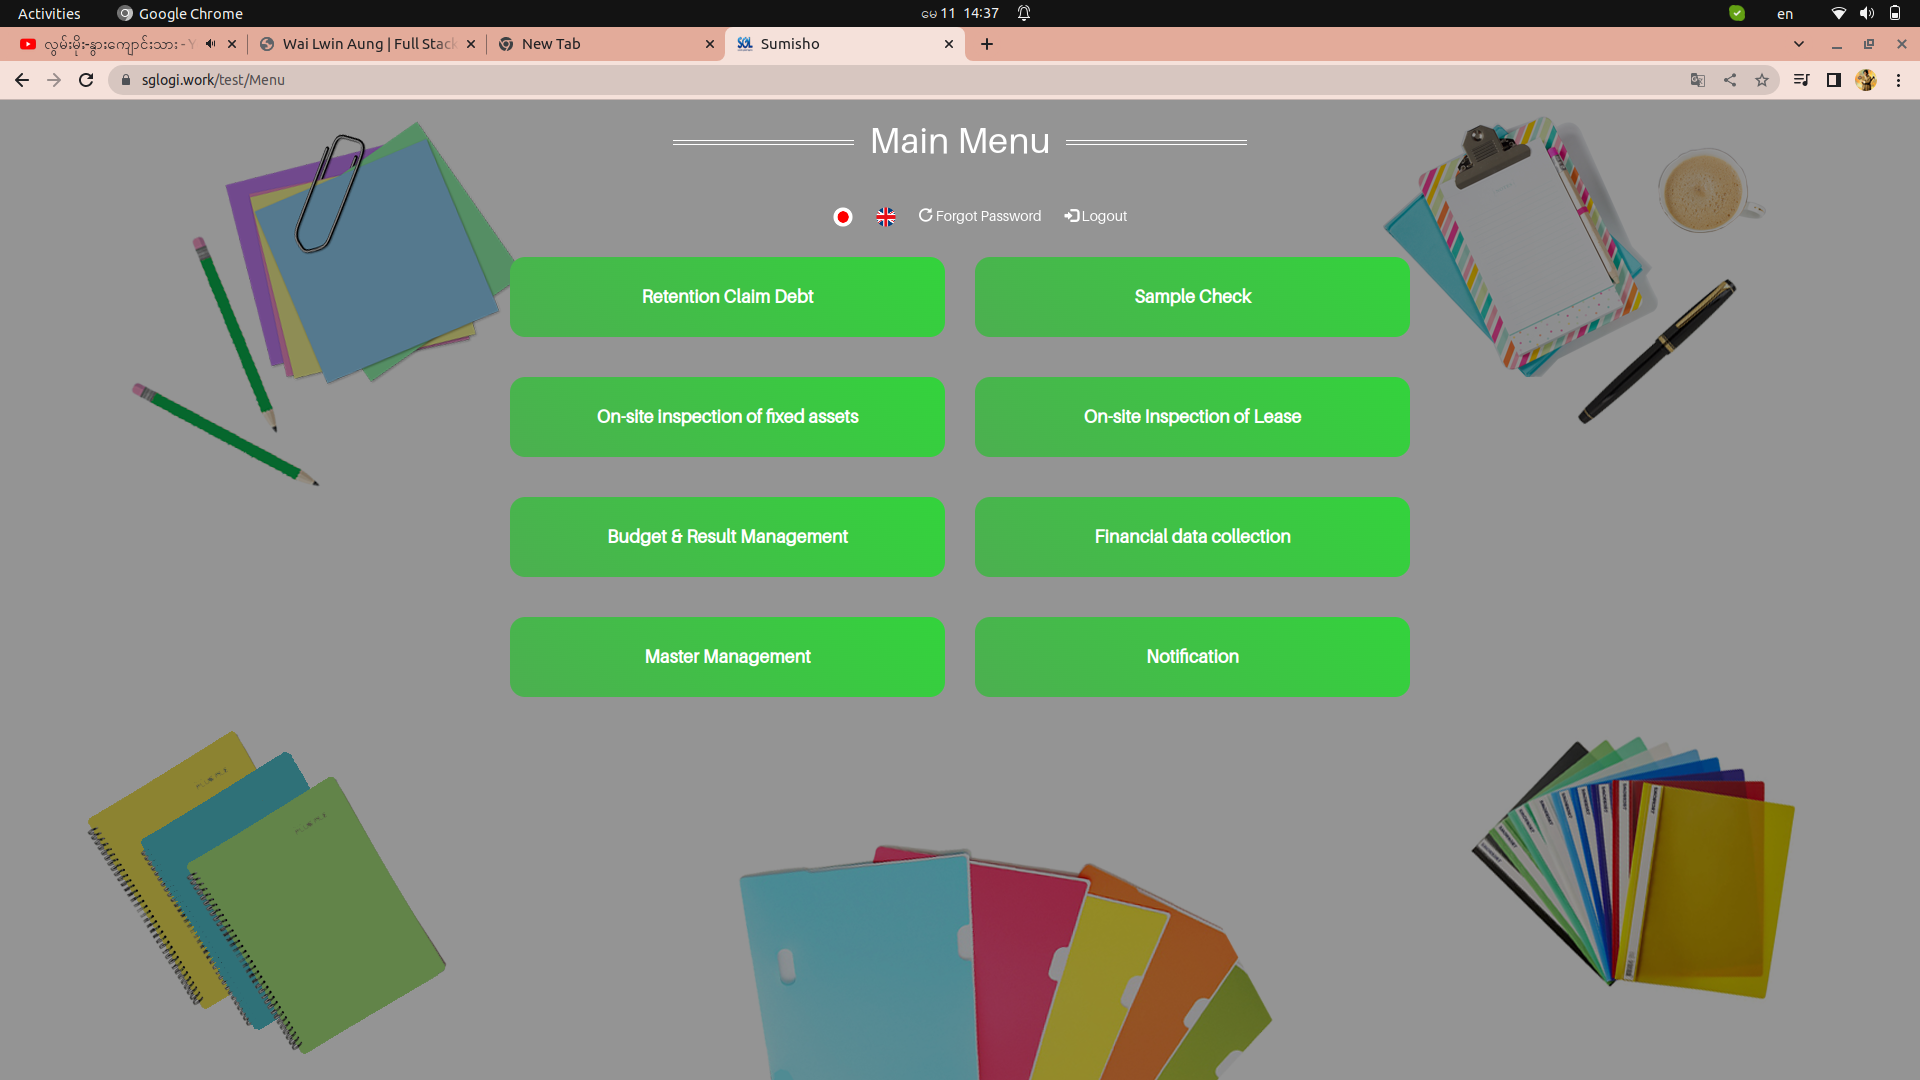 Activities Google Chrome မေ 11 14:37 en
လွမ်းမိုး-နွားကျောင်းသား - Y Wai Lwin Aung | Full Stack New Tab SGL Sumisho
sglogi.work/test/Menu
Main Menu
Forgot Password Logout
Retention Claim Debt Sample Check
On-site inspection of fixed assets On-site Inspection of Lease
Budget & Result Management Financial data collection
Master Management Notification